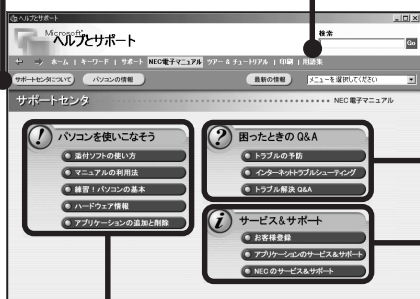 ヘルプとサポート
Microsoft
ヘルプとサポート
検索
Go
ホーム | キーワード | サポート | NEC電子マニュアル | ツアー & チュートリアル | 印刷 | 用語集
サポートセンタについて パソコンの情報 最新の情報 メニューを選択してください
サポートセンタ NEC電子マニュアル
パソコンを使いこなそう
添付ソフトの使い方
マニュアルの利用法
練習！パソコンの基本
ハードウェア情報
アプリケーションの追加と削除
困ったときの Q&A
トラブルの予防
インターネットトラブルシューティング
トラブル解決 Q&A
サービス&サポート
お客様登録
アプリケーションのサービス&サポート
NECのサービス&サポート